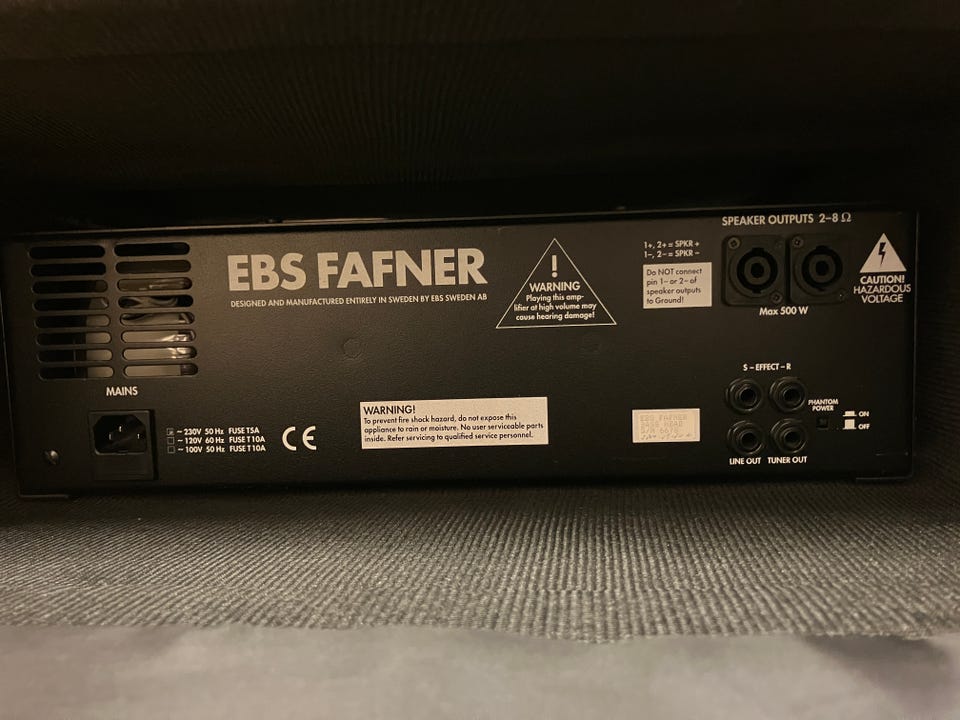 SPEAKER OUTPUTS 2–8 Ω
EBS FAFNER
DESIGNED AND MANUFACTURED ENTIRELY IN SWEDEN BY EBS SWEDEN AB
!
WARNING
Playing this amp-
lifier at high volume may
cause hearing damage!
1+, 2+ = SPKR +
1–, 2– = SPKR –
Do NOT connect
pin 1– or 2– of
speaker outputs
to Ground!
Max 500 W
CAUTION!
HAZARDOUS
VOLTAGE
MAINS
~ 230V 50 Hz FUSE T5A
~ 120V 60 Hz FUSE T10A
~ 100V 50 Hz FUSE T10A
CE
WARNING!
To prevent fire shock hazard, do not expose this
appliance to rain or moisture. No user serviceable parts
inside. Refer servicing to qualified service personnel.
EBS FAFNER
BASS HEAD
S – EFFECT – R
PHANTOM
POWER
ON
OFF
LINE OUT TUNER OUT